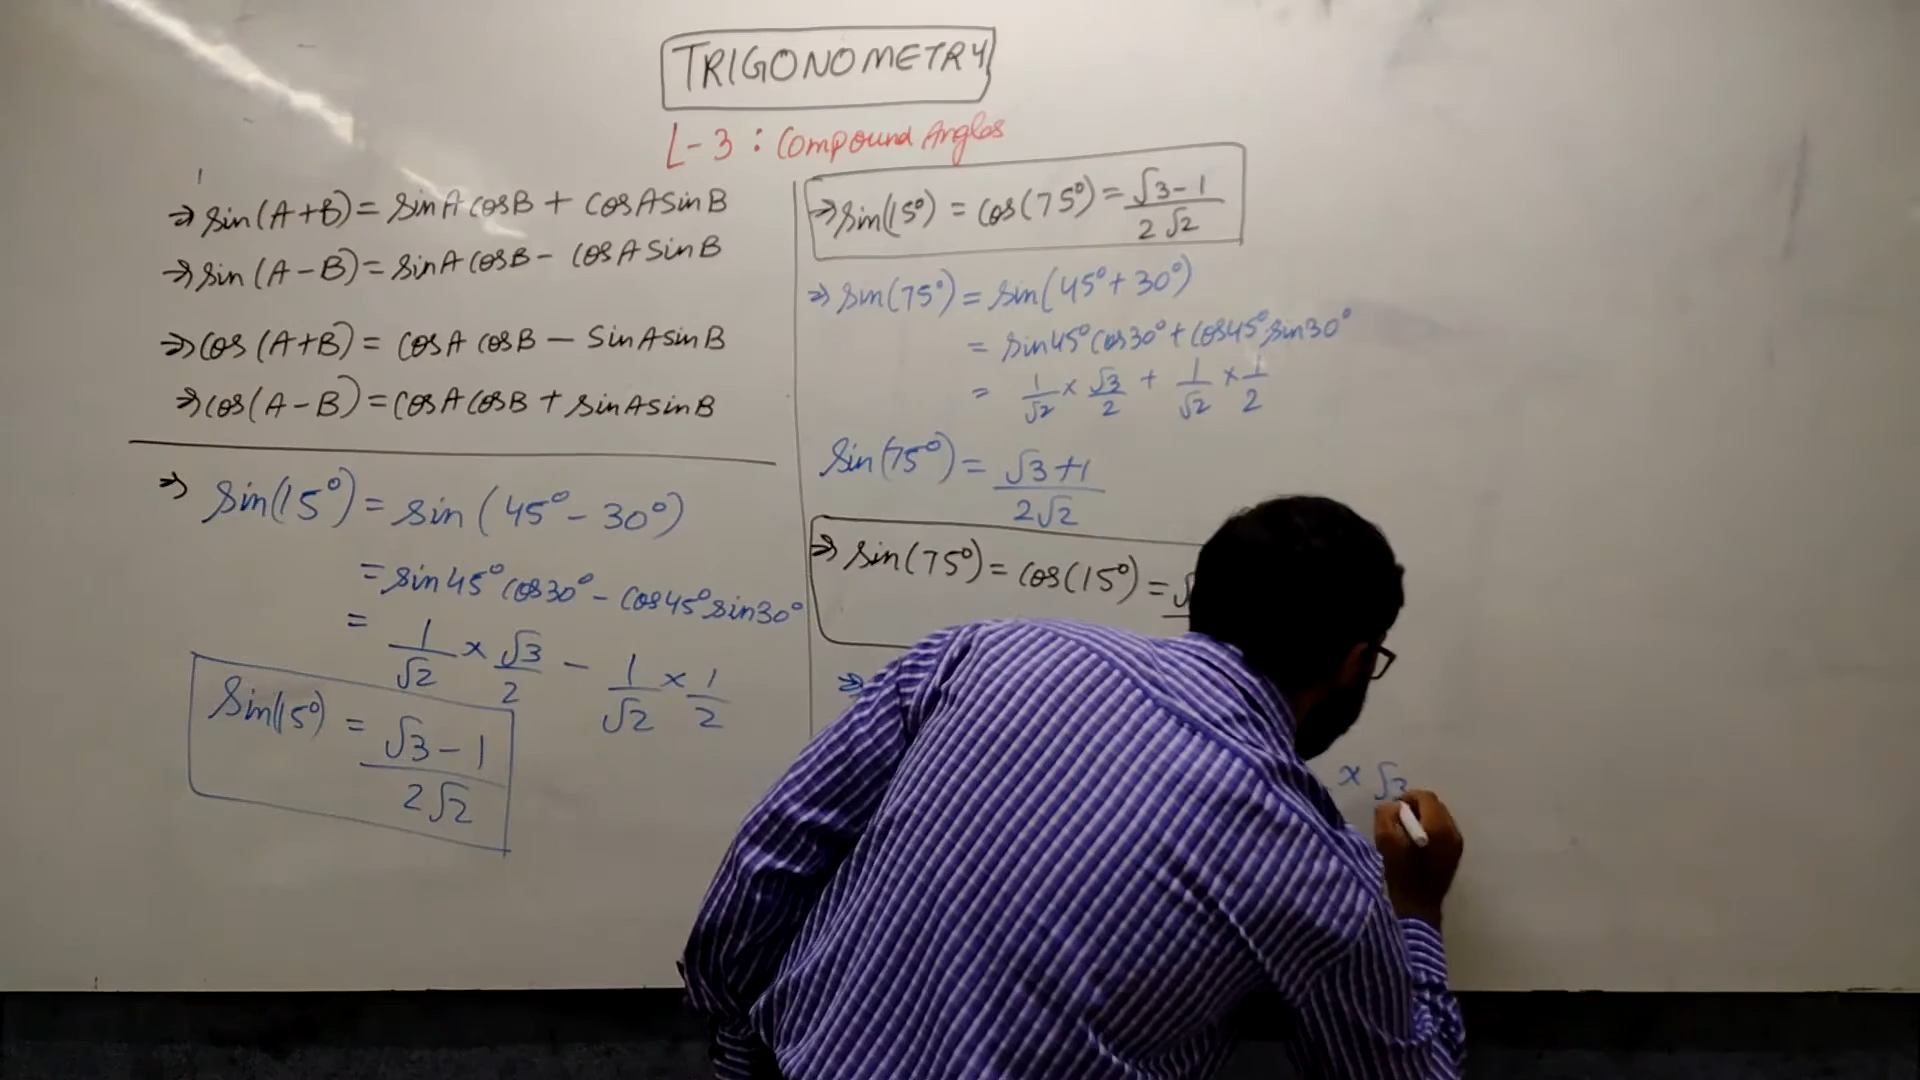 TRIGONOMETRY
L-3 : Compound Angles
⇒ sin(A+B) = sinA cosB + cosA sinB
⇒ sin(A-B) = sinA cosB - cosA sinB
⇒ cos(A+B) = cosA cosB - sinA sinB
⇒ cos(A-B) = cosA cosB + sinA sinB
⇒ sin(15°) = sin(45° - 30°)
= sin45° cos30° - cos45° sin30°
= 1/√2 × √3/2 - 1/√2 × 1/2
sin(15°) = √3-1/2√2
⇒ sin(15°) = cos(75°) = √3-1/2√2
⇒ sin(75°) = sin(45° + 30°)
= sin45° cos30° + cos45° sin30°
= 1/√2 × √3/2 + 1/√2 × 1/2
sin(75°) = √3+1/2√2
⇒ sin(75°) = cos(15°) = √
⇒
× √3